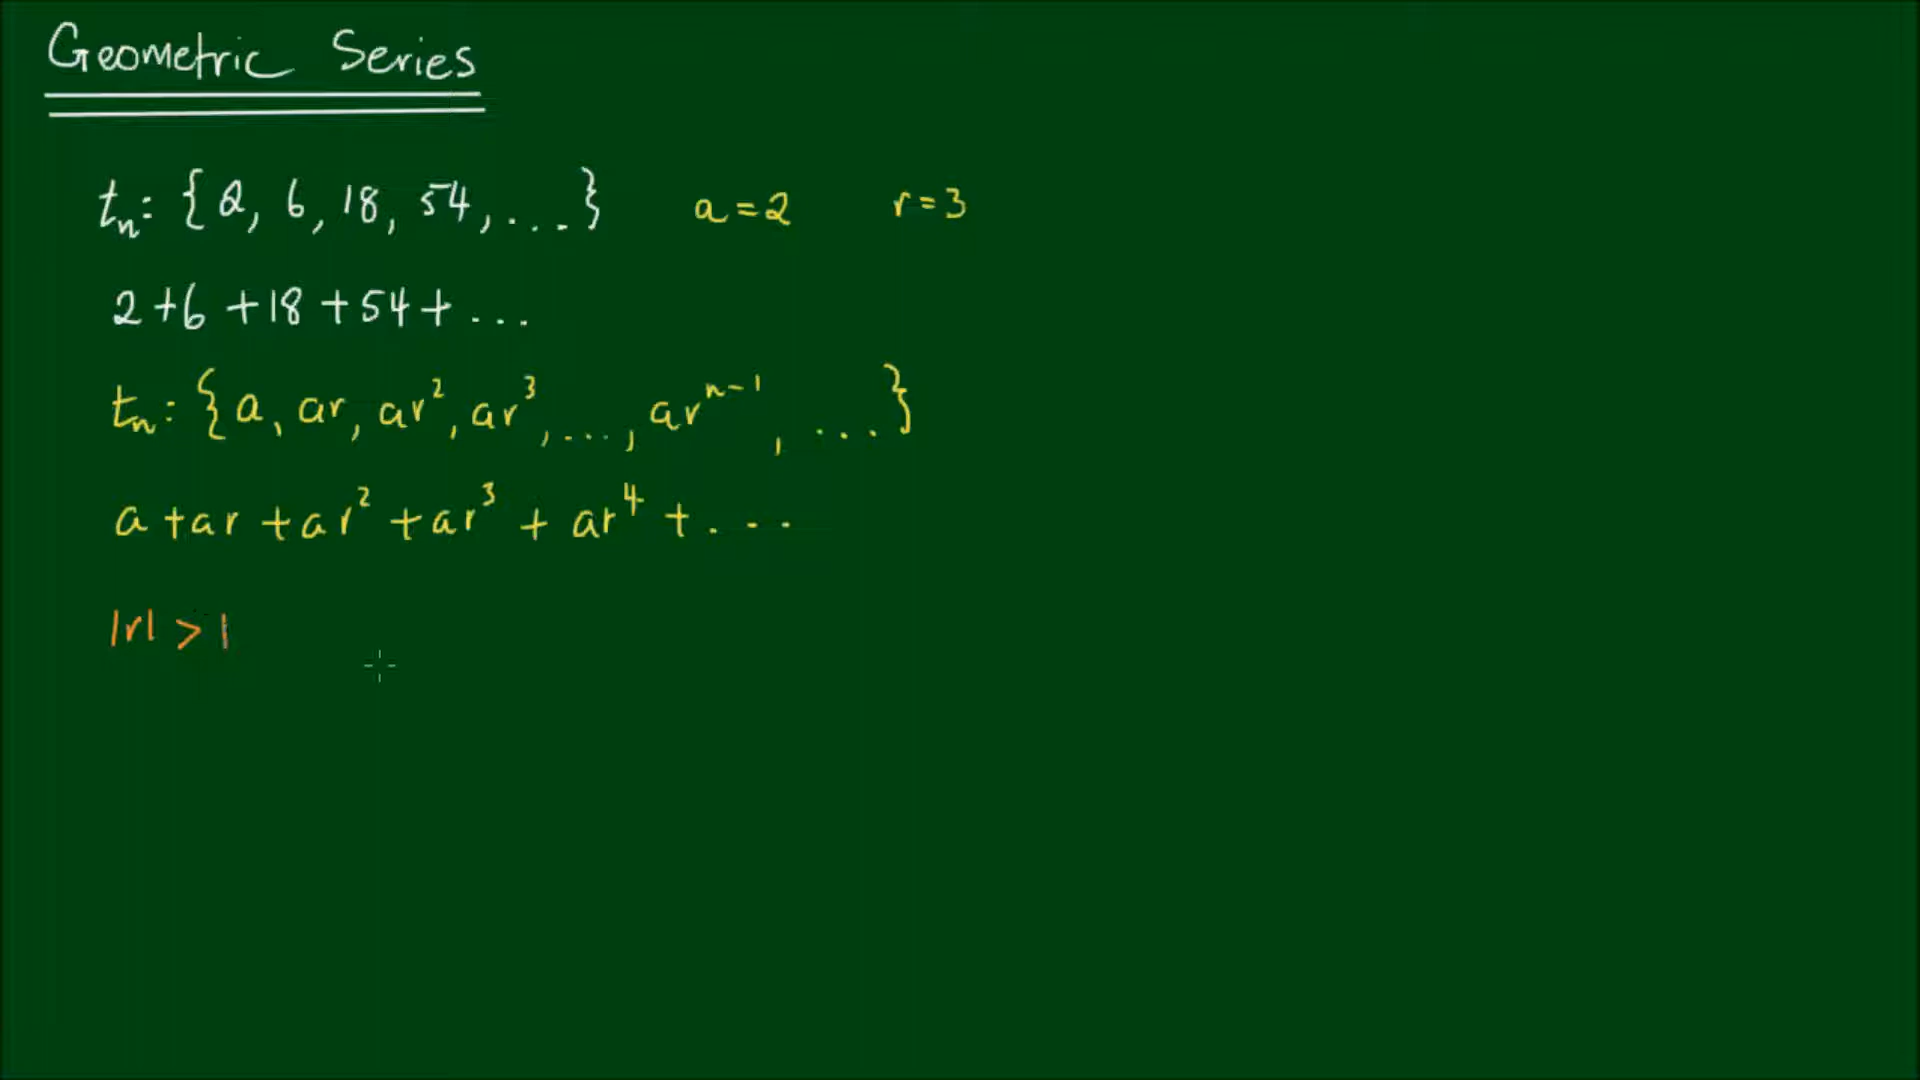 Geometric Series
tₙ: {2, 6, 18, 54, ...} a=2 r=3
2+6+18+54+...
tₙ: {a, ar, ar², ar³, ..., arⁿ⁻¹, ...}
a+ar+ar²+ar³+ar⁴+...
|r| > 1